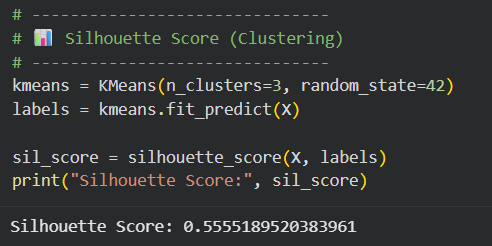 # -------------------------------
# 📊 Silhouette Score (Clustering)
# -------------------------------
kmeans = KMeans(n_clusters=3, random_state=42)
labels = kmeans.fit_predict(X)
sil_score = silhouette_score(X, labels)
print("Silhouette Score:", sil_score)
Silhouette Score: 0.5555189520383961